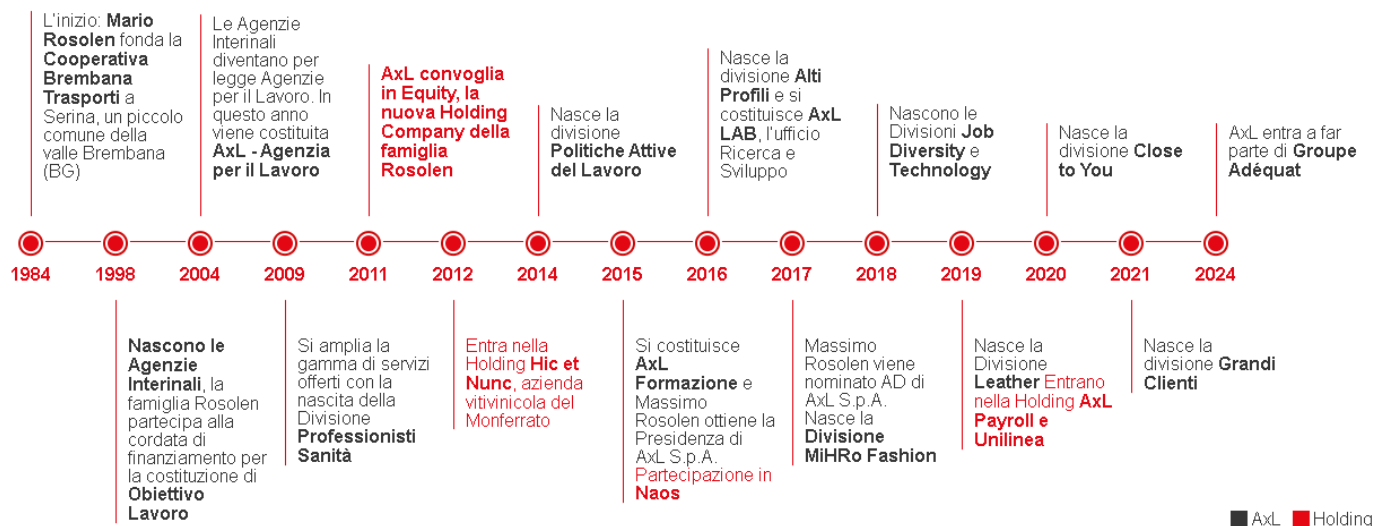 L'inizio: Mario
Rosolen fonda la
Cooperativa
Brembana
Trasporti a
Serina, un piccolo
comune della
valle Brembana
(BG)
Le Agenzie
Interinali
diventano per
legge Agenzie
per il Lavoro. In
questo anno
viene costituita
AxL - Agenzia
per il Lavoro
AxL convoglia
in Equity, la
nuova Holding
Company della
famiglia
Rosolen
Nasce la
divisione
Politiche Attive
del Lavoro
Nasce la
divisione Alti
Profili e si
costituisce AxL
LAB, l'ufficio
Ricerca e
Sviluppo
Nascono le
Divisioni Job
Diversity e
Technology
Nasce la
divisione Close
to You
AxL entra a far
parte di Groupe
Adéquat
1984 1998 2004 2009 2011 2012 2014 2015 2016 2017 2018 2019 2020 2021 2024
Nascono le
Agenzie
Interinali, la
famiglia Rosolen
partecipa alla
cordata di
finanziamento per
la costituzione di
Obiettivo
Lavoro
Si amplia la
gamma di servizi
offerti con la
nascita della
Divisione
Professionisti
Sanità
Entra nella
Holding Hic et
Nunc, azienda
vitivinicola del
Monferrato
Si costituisce
AxL
Formazione e
Massimo
Rosolen ottiene la
Presidenza di
AxL S.p.A.
Partecipazione in
Naos
Massimo
Rosolen viene
nominato AD di
AxL S.p.A.
Nasce la
Divisione
MiHRo Fashion
Nasce la
Divisione
Leather Entrano
nella Holding AxL
Payroll e
Unilinea
Nasce la
divisione Grandi
Clienti
AxL Holding